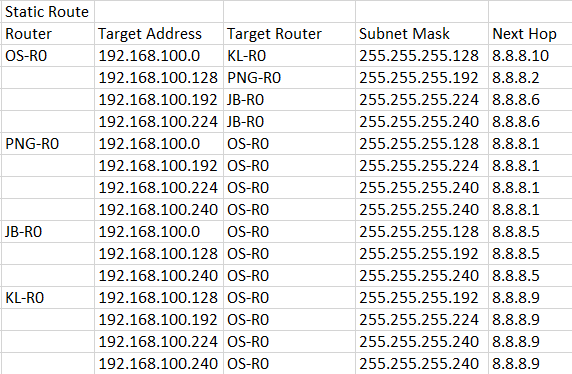 Static Route
Router Target Address Target Router Subnet Mask Next Hop
OS-R0 192.168.100.0 KL-R0 255.255.255.128 8.8.8.10
192.168.100.128 PNG-R0 255.255.255.192 8.8.8.2
192.168.100.192 JB-R0 255.255.255.224 8.8.8.6
192.168.100.224 JB-R0 255.255.255.240 8.8.8.6
PNG-R0 192.168.100.0 OS-R0 255.255.255.128 8.8.8.1
192.168.100.192 OS-R0 255.255.255.224 8.8.8.1
192.168.100.224 OS-R0 255.255.255.240 8.8.8.1
192.168.100.240 OS-R0 255.255.255.240 8.8.8.1
JB-R0 192.168.100.0 OS-R0 255.255.255.128 8.8.8.5
192.168.100.128 OS-R0 255.255.255.192 8.8.8.5
192.168.100.240 OS-R0 255.255.255.240 8.8.8.5
KL-R0 192.168.100.128 OS-R0 255.255.255.192 8.8.8.9
192.168.100.192 OS-R0 255.255.255.224 8.8.8.9
192.168.100.224 OS-R0 255.255.255.240 8.8.8.9
192.168.100.240 OS-R0 255.255.255.240 8.8.8.9